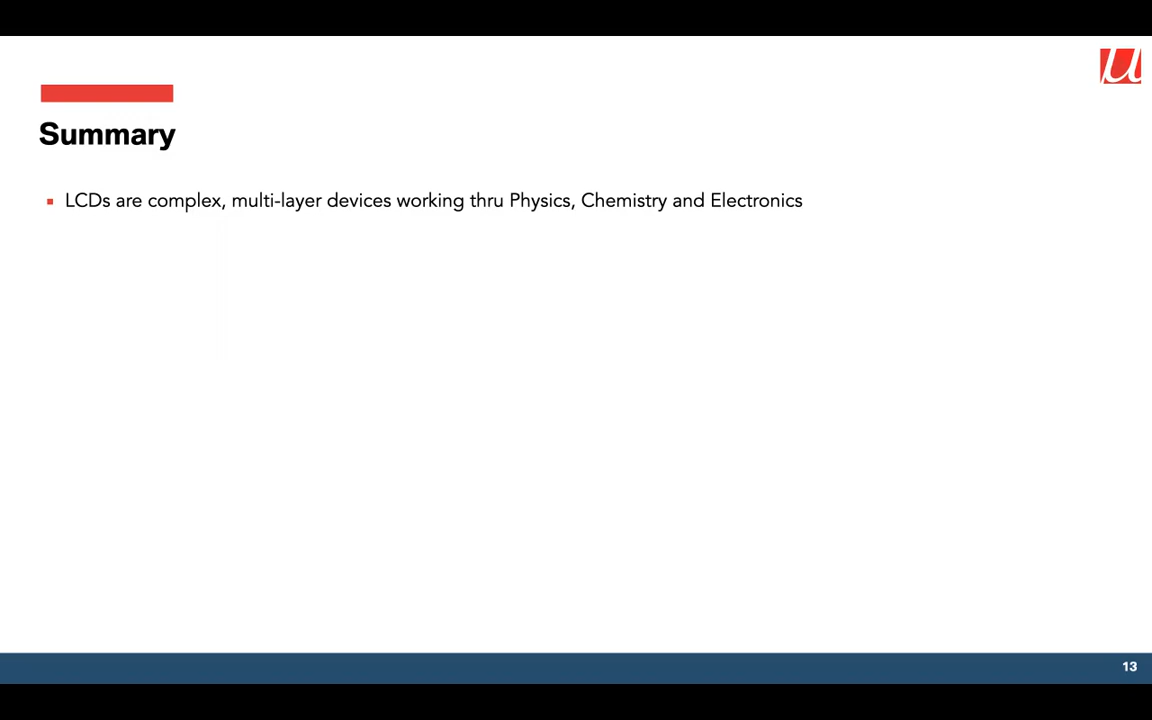 Summary
LCDs are complex, multi-layer devices working thru Physics, Chemistry and Electronics
13